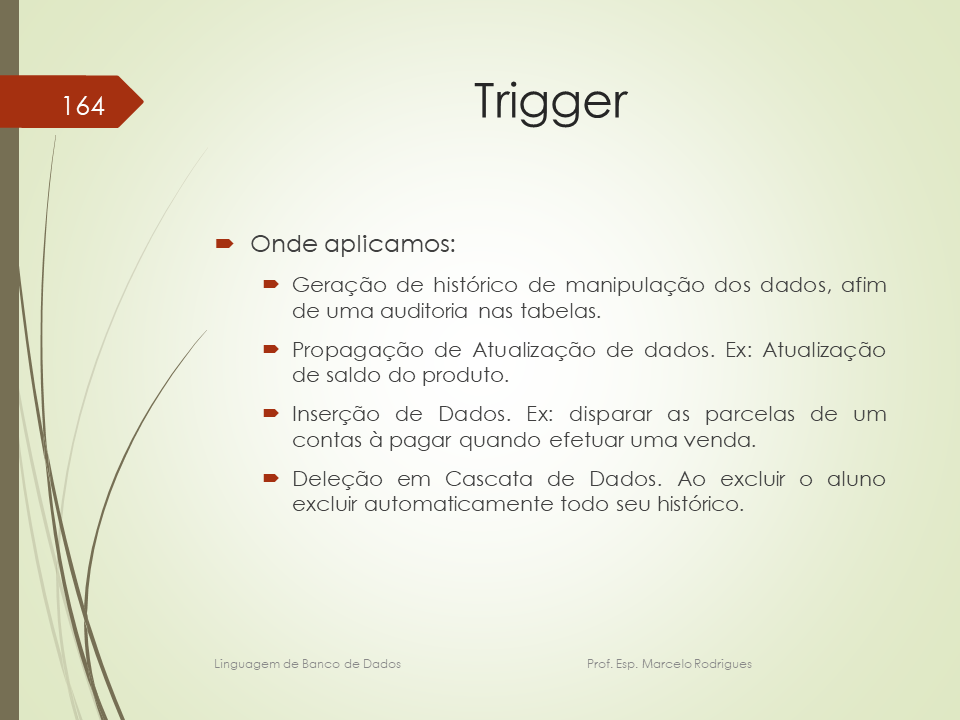 164
Trigger
Onde aplicamos:
Geração de histórico de manipulação dos dados, afim
de uma auditoria nas tabelas.
Propagação de Atualização de dados. Ex: Atualização
de saldo do produto.
Inserção de Dados. Ex: disparar as parcelas de um
contas à pagar quando efetuar uma venda.
Deleção em Cascata de Dados. Ao excluir o aluno
excluir automaticamente todo seu histórico.
Linguagem de Banco de Dados Prof. Esp. Marcelo Rodrigues